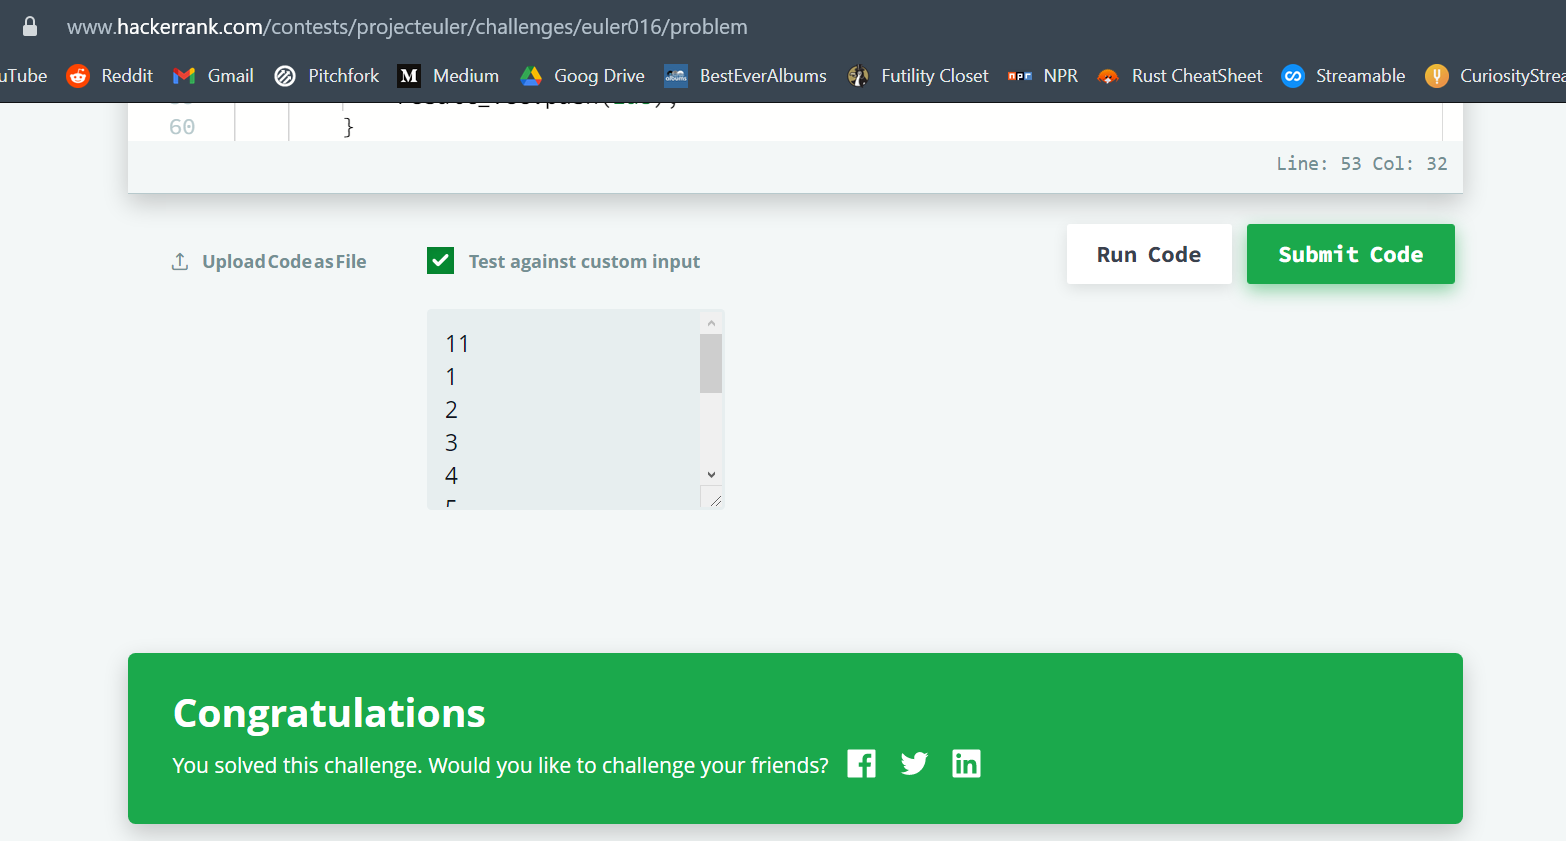 www.hackerrank.com/contests/projecteuler/challenges/euler016/problem
uTube Reddit Gmail Pitchfork M Medium Goog Drive albums BestEverAlbums Futility Closet npr NPR Rust CheatSheet Streamable CuriosityStrea
60 }
Line: 53 Col: 32
Upload Code as File Test against custom input Run Code Submit Code
11
1
2
3
4
5
Congratulations
You solved this challenge. Would you like to challenge your friends?